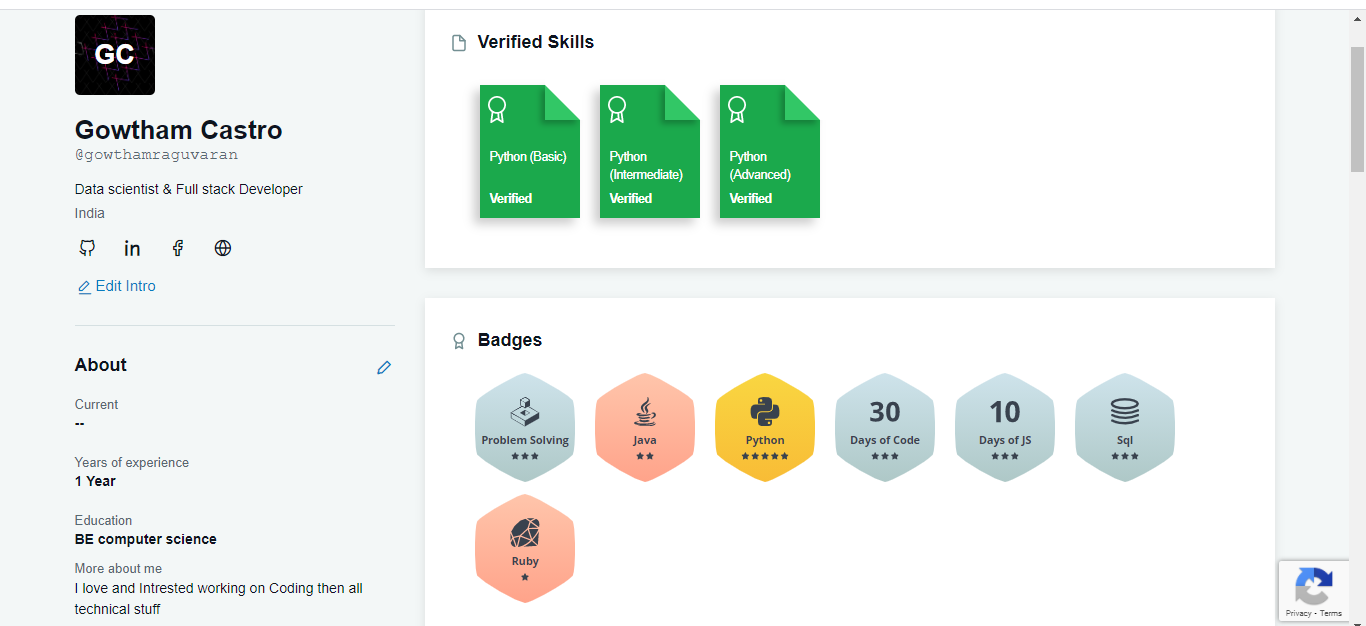 GC
Gowtham Castro
@gowthamraguvaran
Data scientist & Full stack Developer
India
in
Edit Intro
About
Current
--
Years of experience
1 Year
Education
BE computer science
More about me
I love and Intrested working on Coding then all
technical stuff
Verified Skills
Python (Basic)
Verified
Python
(Intermediate)
Verified
Python
(Advanced)
Verified
Badges
Problem Solving
Java
Python
30
Days of Code
10
Days of JS
Sql
Ruby
Privacy - Terms